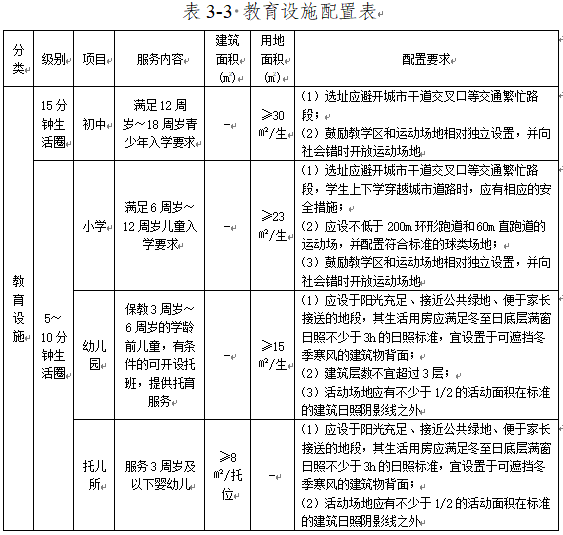 表 3-3 教育设施配置表
分类
级别
项目
服务内容
建筑
面积
(㎡)
用地
面积
(㎡)
配置要求
教育设施
15 分
钟生
活圈
初中
满足 12 周
岁～18 周岁青
少年入学要求
-
≥30
㎡/生
(1) 选址应避开城市干道交叉口等交通繁忙路
段；
(2) 鼓励教学区和运动场地相对独立设置，并向
社会错时开放运动场地
5～
10 分
钟生
活圈
小学
满足 6 周岁～
12 周岁儿童入
学要求
-
≥23
㎡/生
(1) 选址应避开城市干道交叉口等交通繁忙路
段，学生上下学穿越城市道路时，应有相应的安
全措施；
(2) 应设不低于 200m 环形跑道和 60m 直跑道的
运动场，并配置符合标准的球类场地；
(3) 鼓励教学区和运动场地相对独立设置，并向
社会错时开放运动场地
幼儿
园
保教 3 周岁～
6 周岁的学龄
前儿童，有条
件的可开设托
班，提供托育
服务
-
≥15
㎡/生
(1) 应设于阳光充足、接近公共绿地、便于家长
接送的地段，其生活用房应满足冬至日底层满窗
日照不少于 3h 的日照标准，宜设置于可遮挡冬
季寒风的建筑物背面；
(2) 建筑层数不宜超过 3 层；
(3) 活动场地应有不少于 1/2 的活动面积在标准
的建筑日照阴影线之外
托儿
所
服务 3 周岁及
以下婴幼儿
≥8
㎡/托
位
-
(1) 应设于阳光充足、接近公共绿地、便于家长
接送的地段，其生活用房应满足冬至日底层满窗
日照不少于 3h 的日照标准，宜设置于可遮挡冬
季寒风的建筑物背面；
(2) 活动场地应有不少于 1/2 的活动面积在标准
的建筑日照阴影线之外